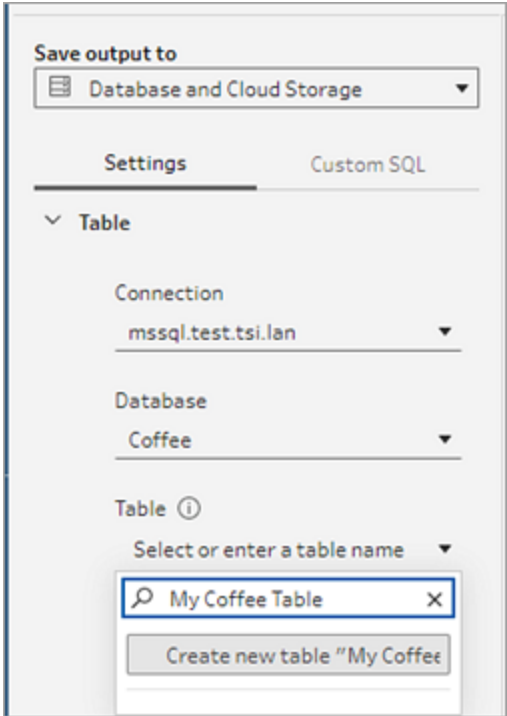 Save output to
Database and Cloud Storage
Settings Custom SQL
Table
Connection
mssql.test.tsi.lan
Database
Coffee
Table
Select or enter a table name
My Coffee Table
Create new table "My Coffee